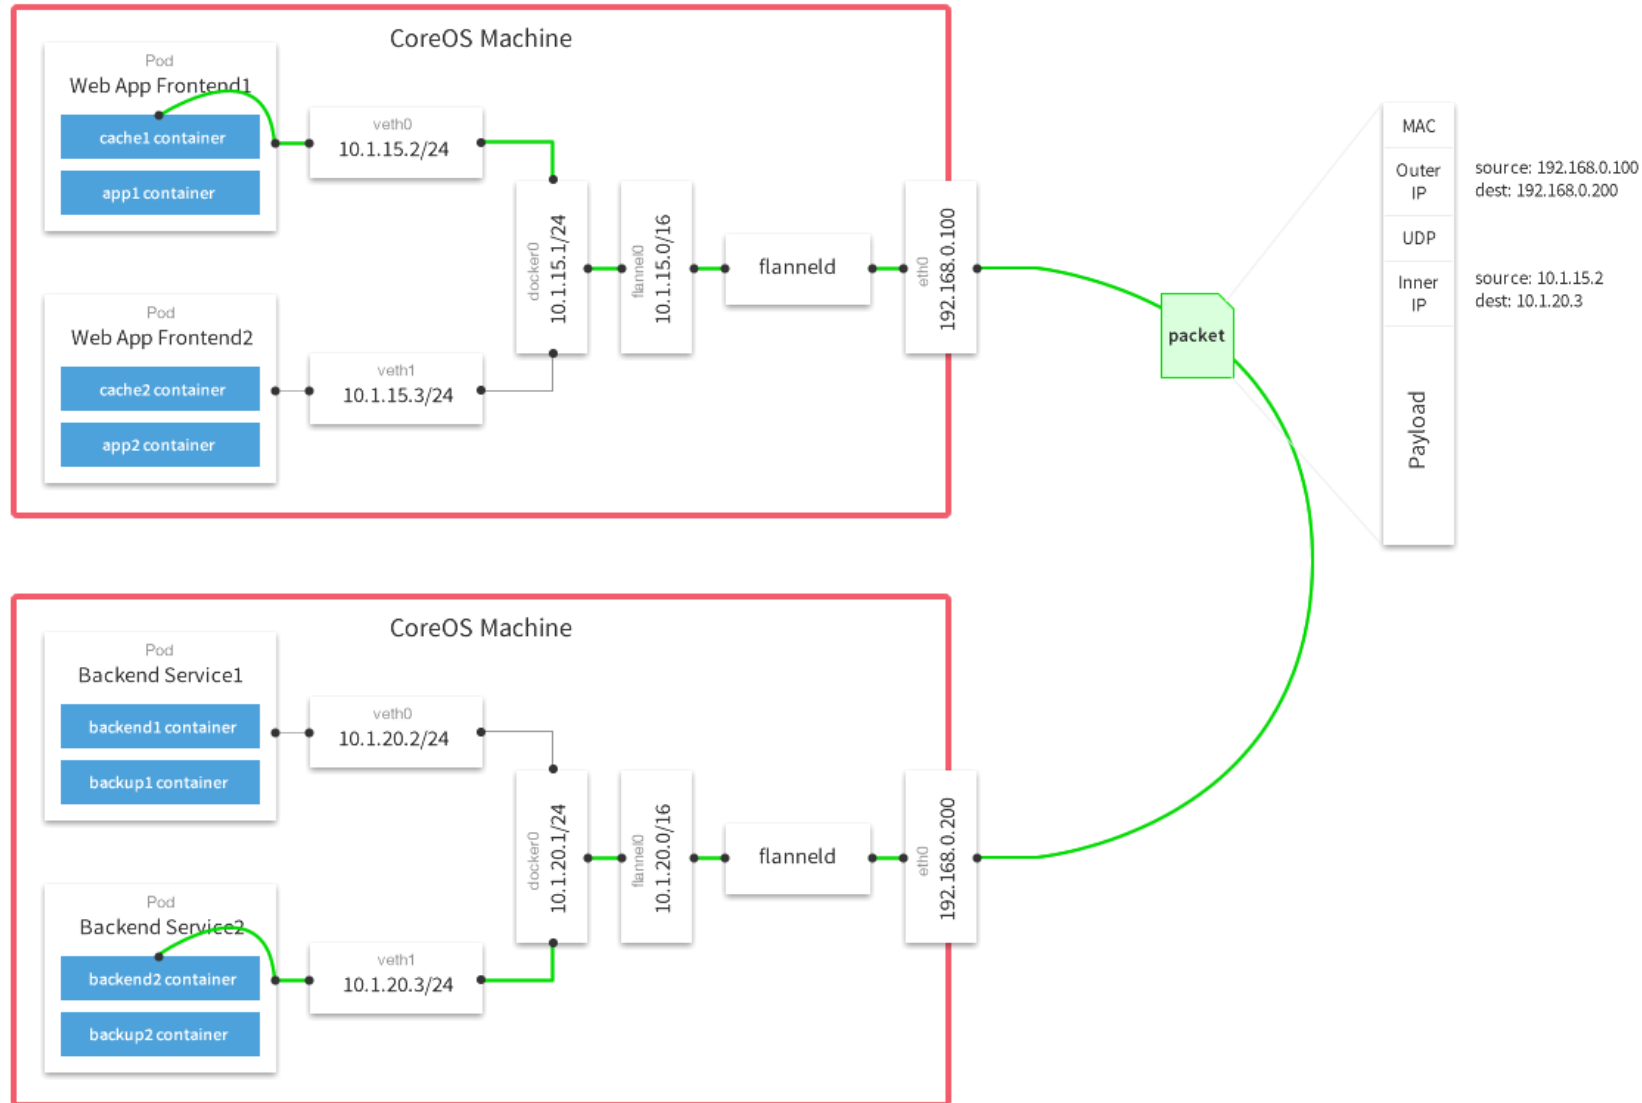 CoreOS Machine
Pod
Web App Frontend1
cache1 container
app1 container
veth0
10.1.15.2/24
Pod
Web App Frontend2
cache2 container
app2 container
veth1
10.1.15.3/24
docker0
10.1.15.1/24
flannel0
10.1.15.0/16
flanneld
eth0
192.168.0.100
packet
MAC
Outer
IP
source: 192.168.0.100
dest: 192.168.0.200
UDP
Inner
IP
source: 10.1.15.2
dest: 10.1.20.3
Payload
CoreOS Machine
Pod
Backend Service1
backend1 container
backup1 container
veth0
10.1.20.2/24
Pod
Backend Service2
backend2 container
backup2 container
veth1
10.1.20.3/24
docker0
10.1.20.1/24
flannel0
10.1.20.0/16
flanneld
eth0
192.168.0.200